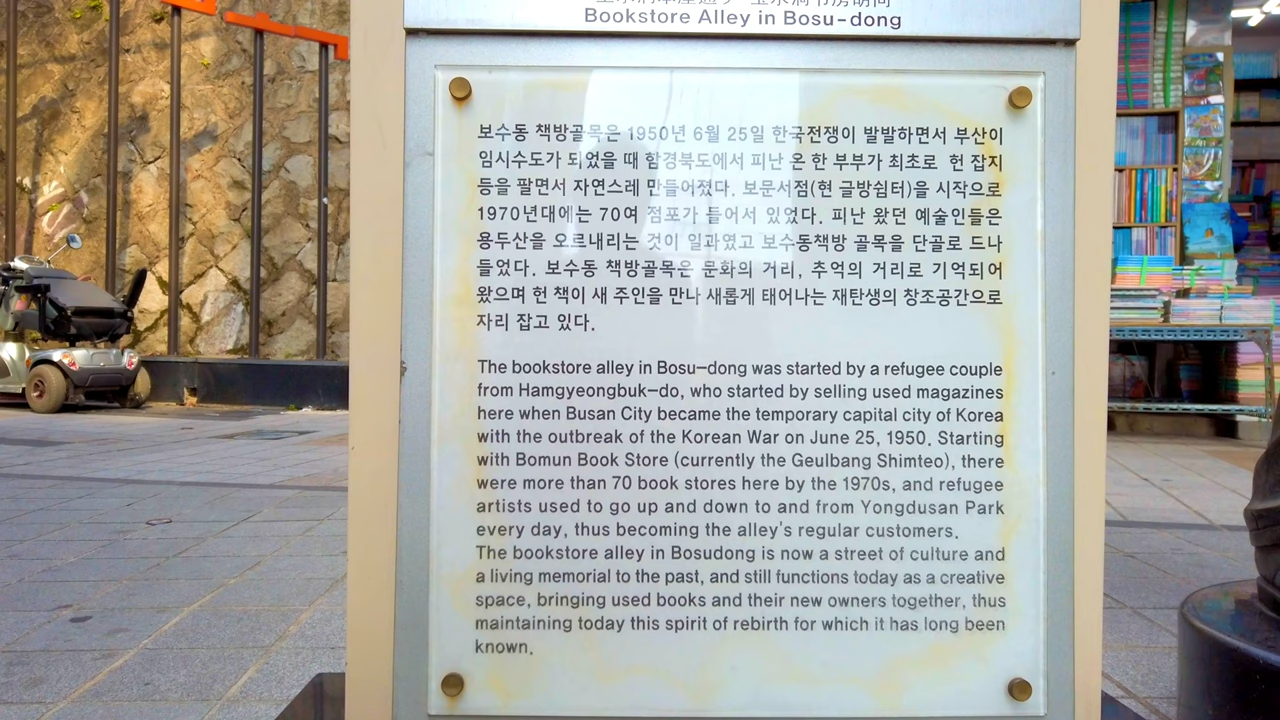 Bookstore Alley in Bosu-dong
보수동 책방골목은 1950년 6월 25일 한국전쟁이 발발하면서 부산이
임시수도가 되었을 때 함경북도에서 피난 온 한 부부가 최초로 헌 잡지
등을 팔면서 자연스레 만들어졌다. 보문서점(현 글방쉼터)을 시작으로
1970년대에는 70여 점포가 들어서 있었다. 피난 왔던 예술인들은
용두산을 오르내리는 것이 일과였고 보수동책방 골목을 단골로 드나
들었다. 보수동 책방골목은 문화의 거리, 추억의 거리로 기억되어
왔으며 헌 책이 새 주인을 만나 새롭게 태어나는 재탄생의 창조공간으로
자리 잡고 있다.
The bookstore alley in Bosu-dong was started by a refugee couple
from Hamgyeongbuk-do, who started by selling used magazines
here when Busan City became the temporary capital city of Korea
with the outbreak of the Korean War on June 25, 1950. Starting
with Bomun Book Store (currently the Geulbang Shimteo), there
were more than 70 book stores here by the 1970s, and refugee
artists used to go up and down to and from Yongdusan Park
every day, thus becoming the alley's regular customers.
The bookstore alley in Bosudong is now a street of culture and
a living memorial to the past, and still functions today as a creative
space, bringing used books and their new owners together, thus
maintaining today this spirit of rebirth for which it has long been
known.